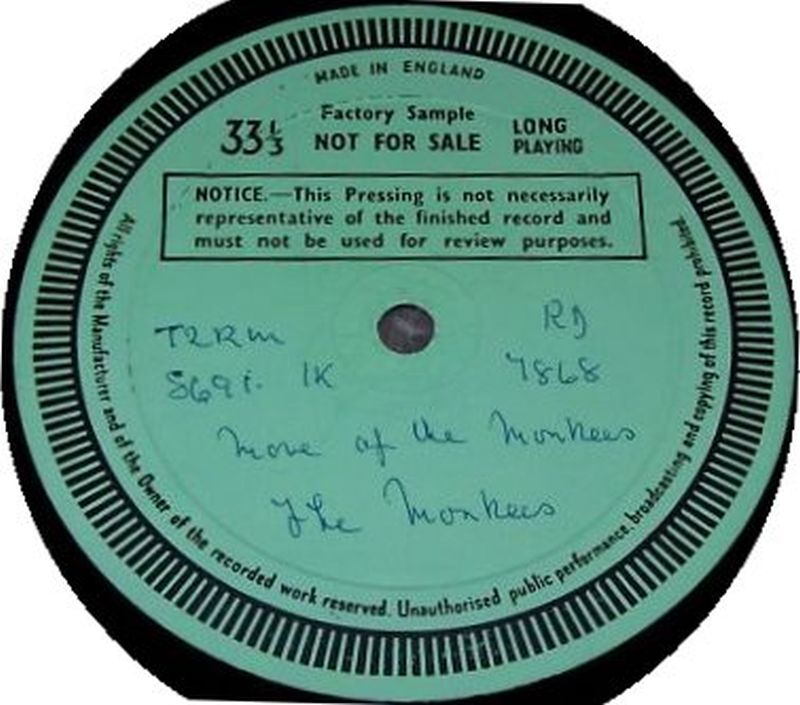 MADE IN ENGLAND
Factory Sample
33⅓ NOT FOR SALE LONG PLAYING
NOTICE.—This Pressing is not necessarily
representative of the finished record and
must not be used for review purposes.
T2RM RD
5691. 1K 7868
More of the Monkees
The Monkees
All rights of the Manufacturer and of the Owner of the recorded work reserved. Unauthorised public performance, broadcasting and copying of this record prohibited.